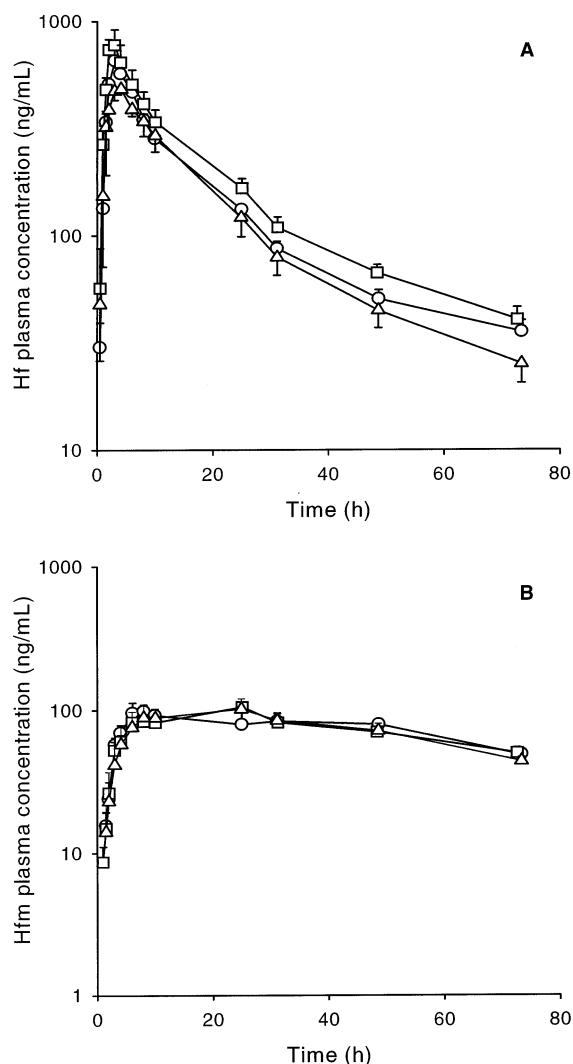 1000
A
Hf plasma concentration (ng/mL)
100
10
0 20 40 60 80
Time (h)
1000
B
Hfm plasma concentration (ng/mL)
100
10
1
0 20 40 60 80
Time (h)